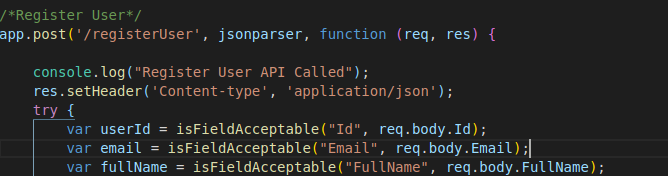 /*Register User*/
app.post('/registerUser', jsonparser, function (req, res) {
console.log("Register User API Called");
res.setHeader('Content-type', 'application/json');
try {
var userId = isFieldAcceptable("Id", req.body.Id);
var email = isFieldAcceptable("Email", req.body.Email);
var fullName = isFieldAcceptable("FullName", req.body.FullName);